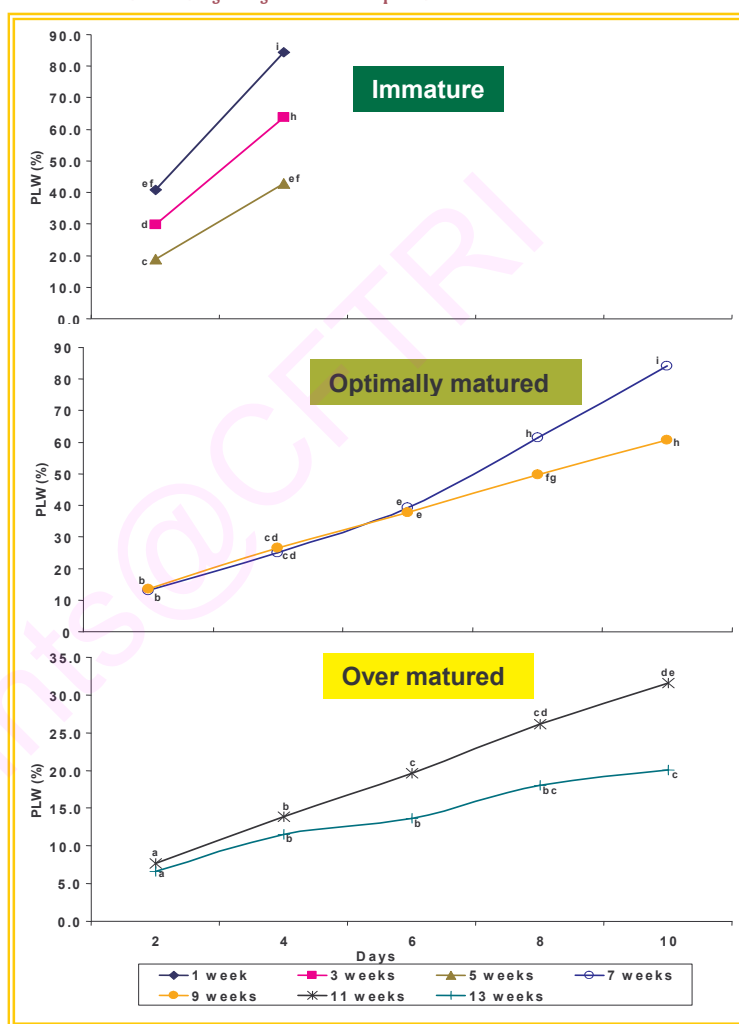 90.0
80.0
70.0
60.0
50.0
40.0
30.0
20.0
10.0
0.0
PLW (%)
Immature
i
h
ef
ef
d
c
90
80
70
60
50
40
30
20
10
0
PLW (%)
Optimally matured
i
h
h
fg
e
e
cd
cd
b
b
35.0
30.0
25.0
20.0
15.0
10.0
5.0
0.0
PLW (%)
Over matured
de
cd
c
c
bc
b
b
b
a
a
2 4 6 8 10
Days
1 week 3 weeks 5 weeks 7 weeks
9 weeks 11 weeks 13 weeks
nts@CFTRI